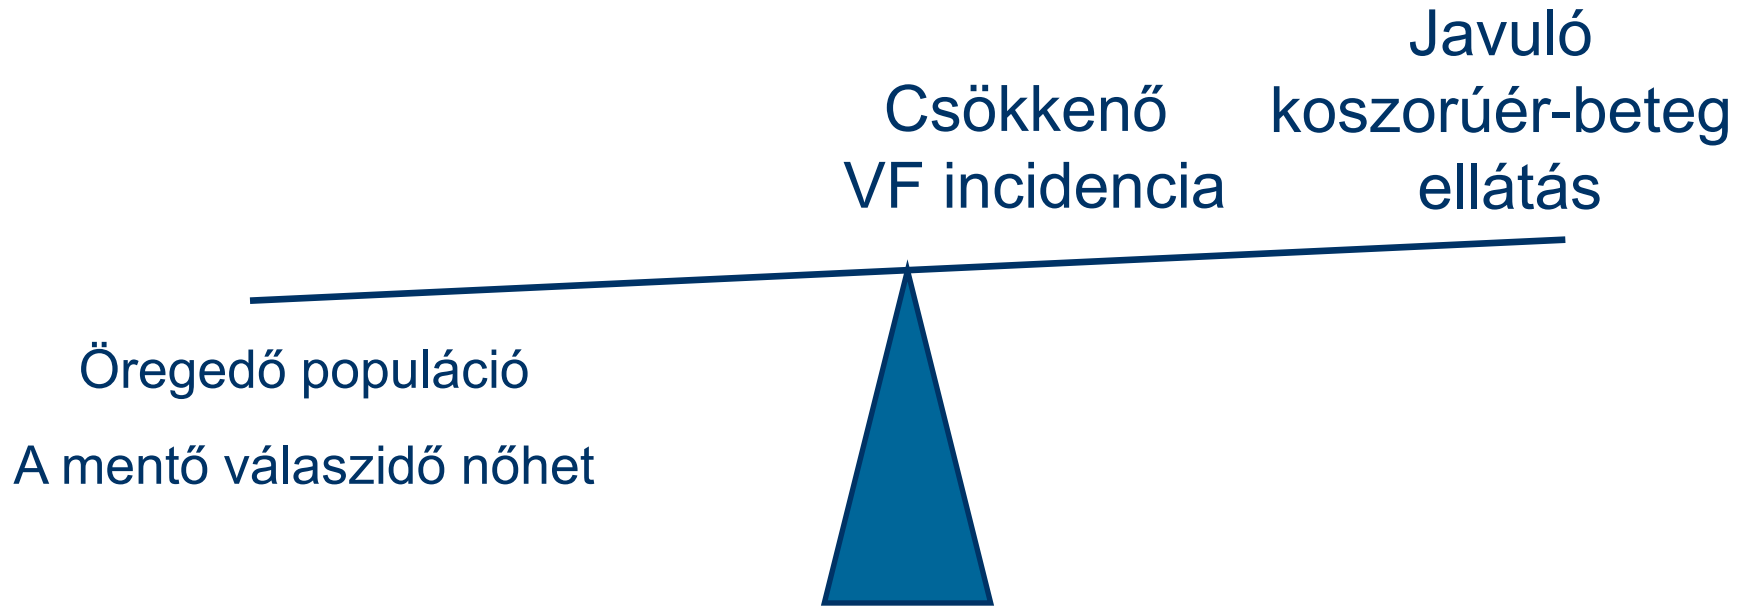 Javuló
koszorúér-beteg
ellátás
Csökkenő
VF incidencia
Öregedő populáció
A mentő válaszidő nőhet